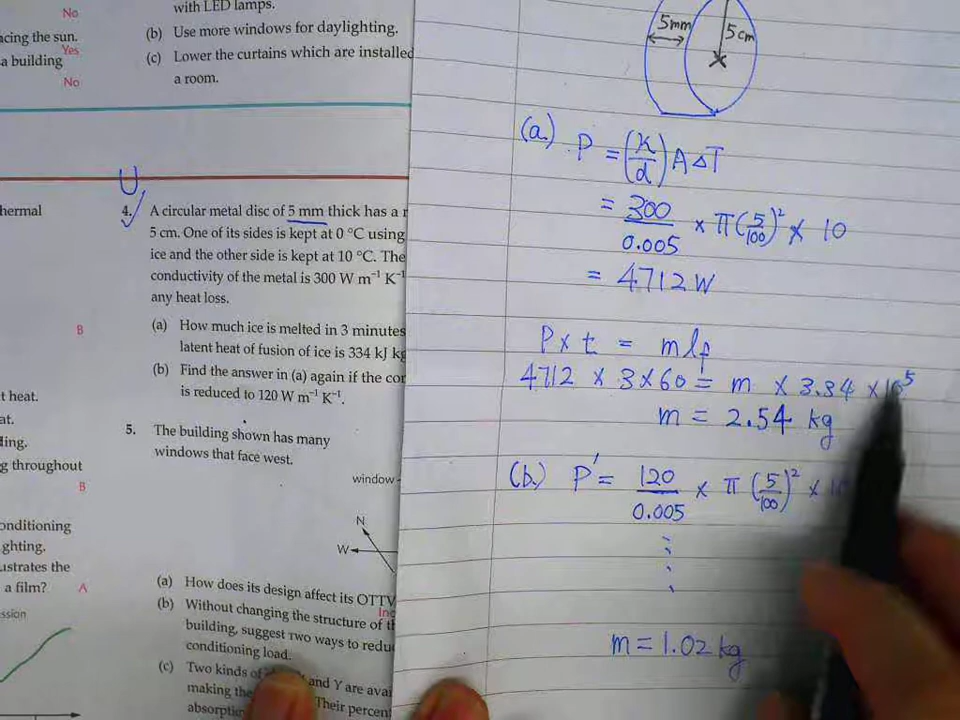 No
with LED lamps.
acing the sun.
Yes
(b) Use more windows for daylighting.
a building
(c) Lower the curtains which are installed
No
a room.
U
hermal
4. A circular metal disc of 5 mm thick has a
5 cm. One of its sides is kept at 0 °C using
ice and the other side is kept at 10 °C. The
conductivity of the metal is 300 W m⁻¹ K⁻¹
any heat loss.
B
(a) How much ice is melted in 3 minutes
latent heat of fusion of ice is 334 kJ kg
(b) Find the answer in (a) again if the con
is reduced to 120 W m⁻¹ K⁻¹.
t heat.
at.
ding.
g throughout
B
5. The building shown has many
windows that face west.
window
N
W
onditioning
ghting.
ustrates the
a film?
A
ssion
(a) How does its design affect its OTTV
Inc
(b) Without changing the structure of th
building, suggest two ways to redu
conditioning load.
(c) Two kinds of
and Y are avai
making the
Their percent
absorptio
5mm
5cm
(a.) P = (K/d) A ΔT
= 300/0.005 × π(5/100)² × 10
= 4712 W
P × t = mlf
4712 × 3 × 60 = m × 3.34 × 10⁵
m = 2.54 kg
(b.) P' = 120/0.005 × π (5/100)² × 10
m = 1.02 kg